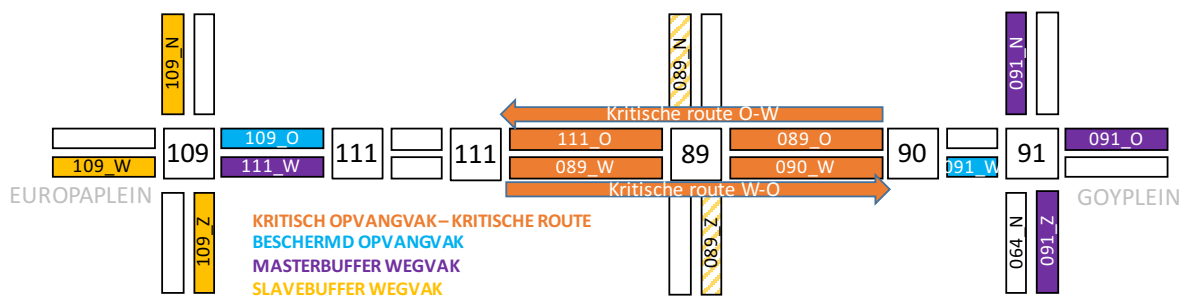 109_N
089_N
091_N
Kritische route O-W
109_O
111_O
089_O
091_O
109
111
111
89
90
91
109_W
111_W
089_W
090_W
091_W
Kritische route W-O
EUROPAPLEIN
GOYPLEIN
109_Z
089_Z
064_N
091_Z
KRITISCH OPVANGVAK – KRITISCHE ROUTE
BESCHERMD OPVANGVAK
MASTERBUFFER WEGVAK
SLAVEBUFFER WEGVAK